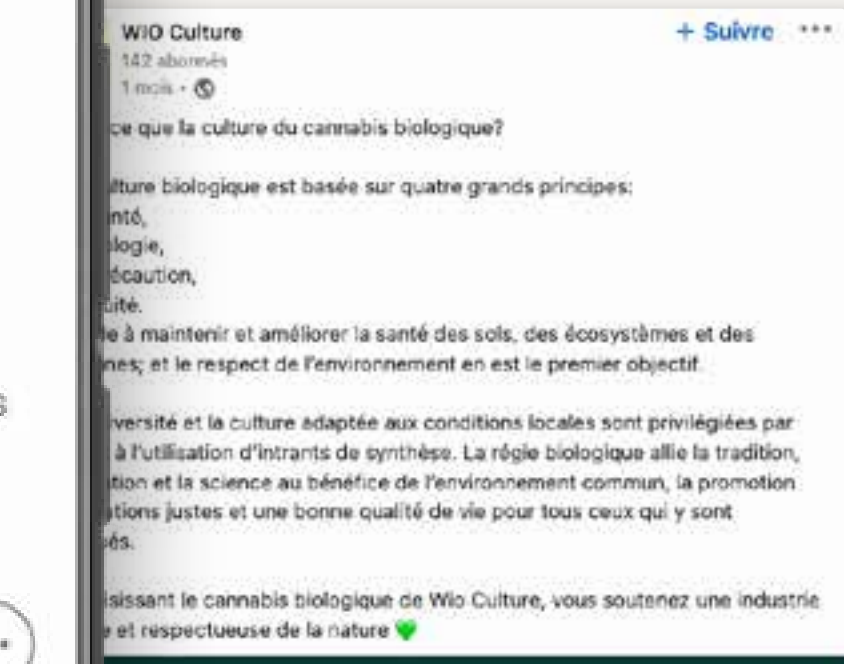 WIO Culture
+ Suivre ...
142 abonnés
1 mois •
ce que la culture du cannabis biologique?
lture biologique est basée sur quatre grands principes:
nté,
logie,
écaution,
uité.
e à maintenir et améliorer la santé des sols, des écosystèmes et des
nes; et le respect de l'environnement en est le premier objectif.
iversité et la culture adaptée aux conditions locales sont privilégiées par
à l'utilisation d'intrants de synthèse. La régie biologique allie la tradition,
ation et la science au bénéfice de l'environnement commun, la promotion
ations justes et une bonne qualité de vie pour tous ceux qui y sont
és.
isissant le cannabis biologique de Wio Culture, vous soutenez une industrie
e et respectueuse de la nature 💚
s